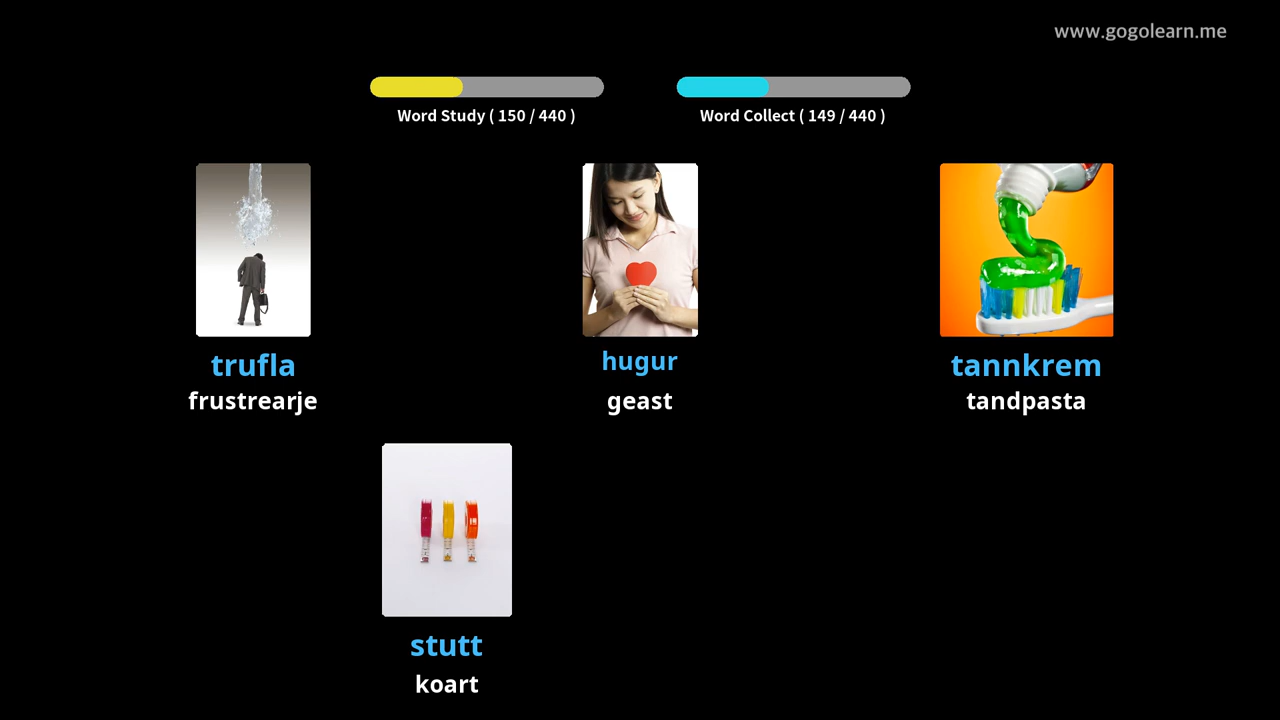 www.gogolearn.me
Word Study ( 150 / 440 )
Word Collect ( 149 / 440 )
trufla
frustrearje
hugur
geast
tannkrem
tandpasta
stutt
koart